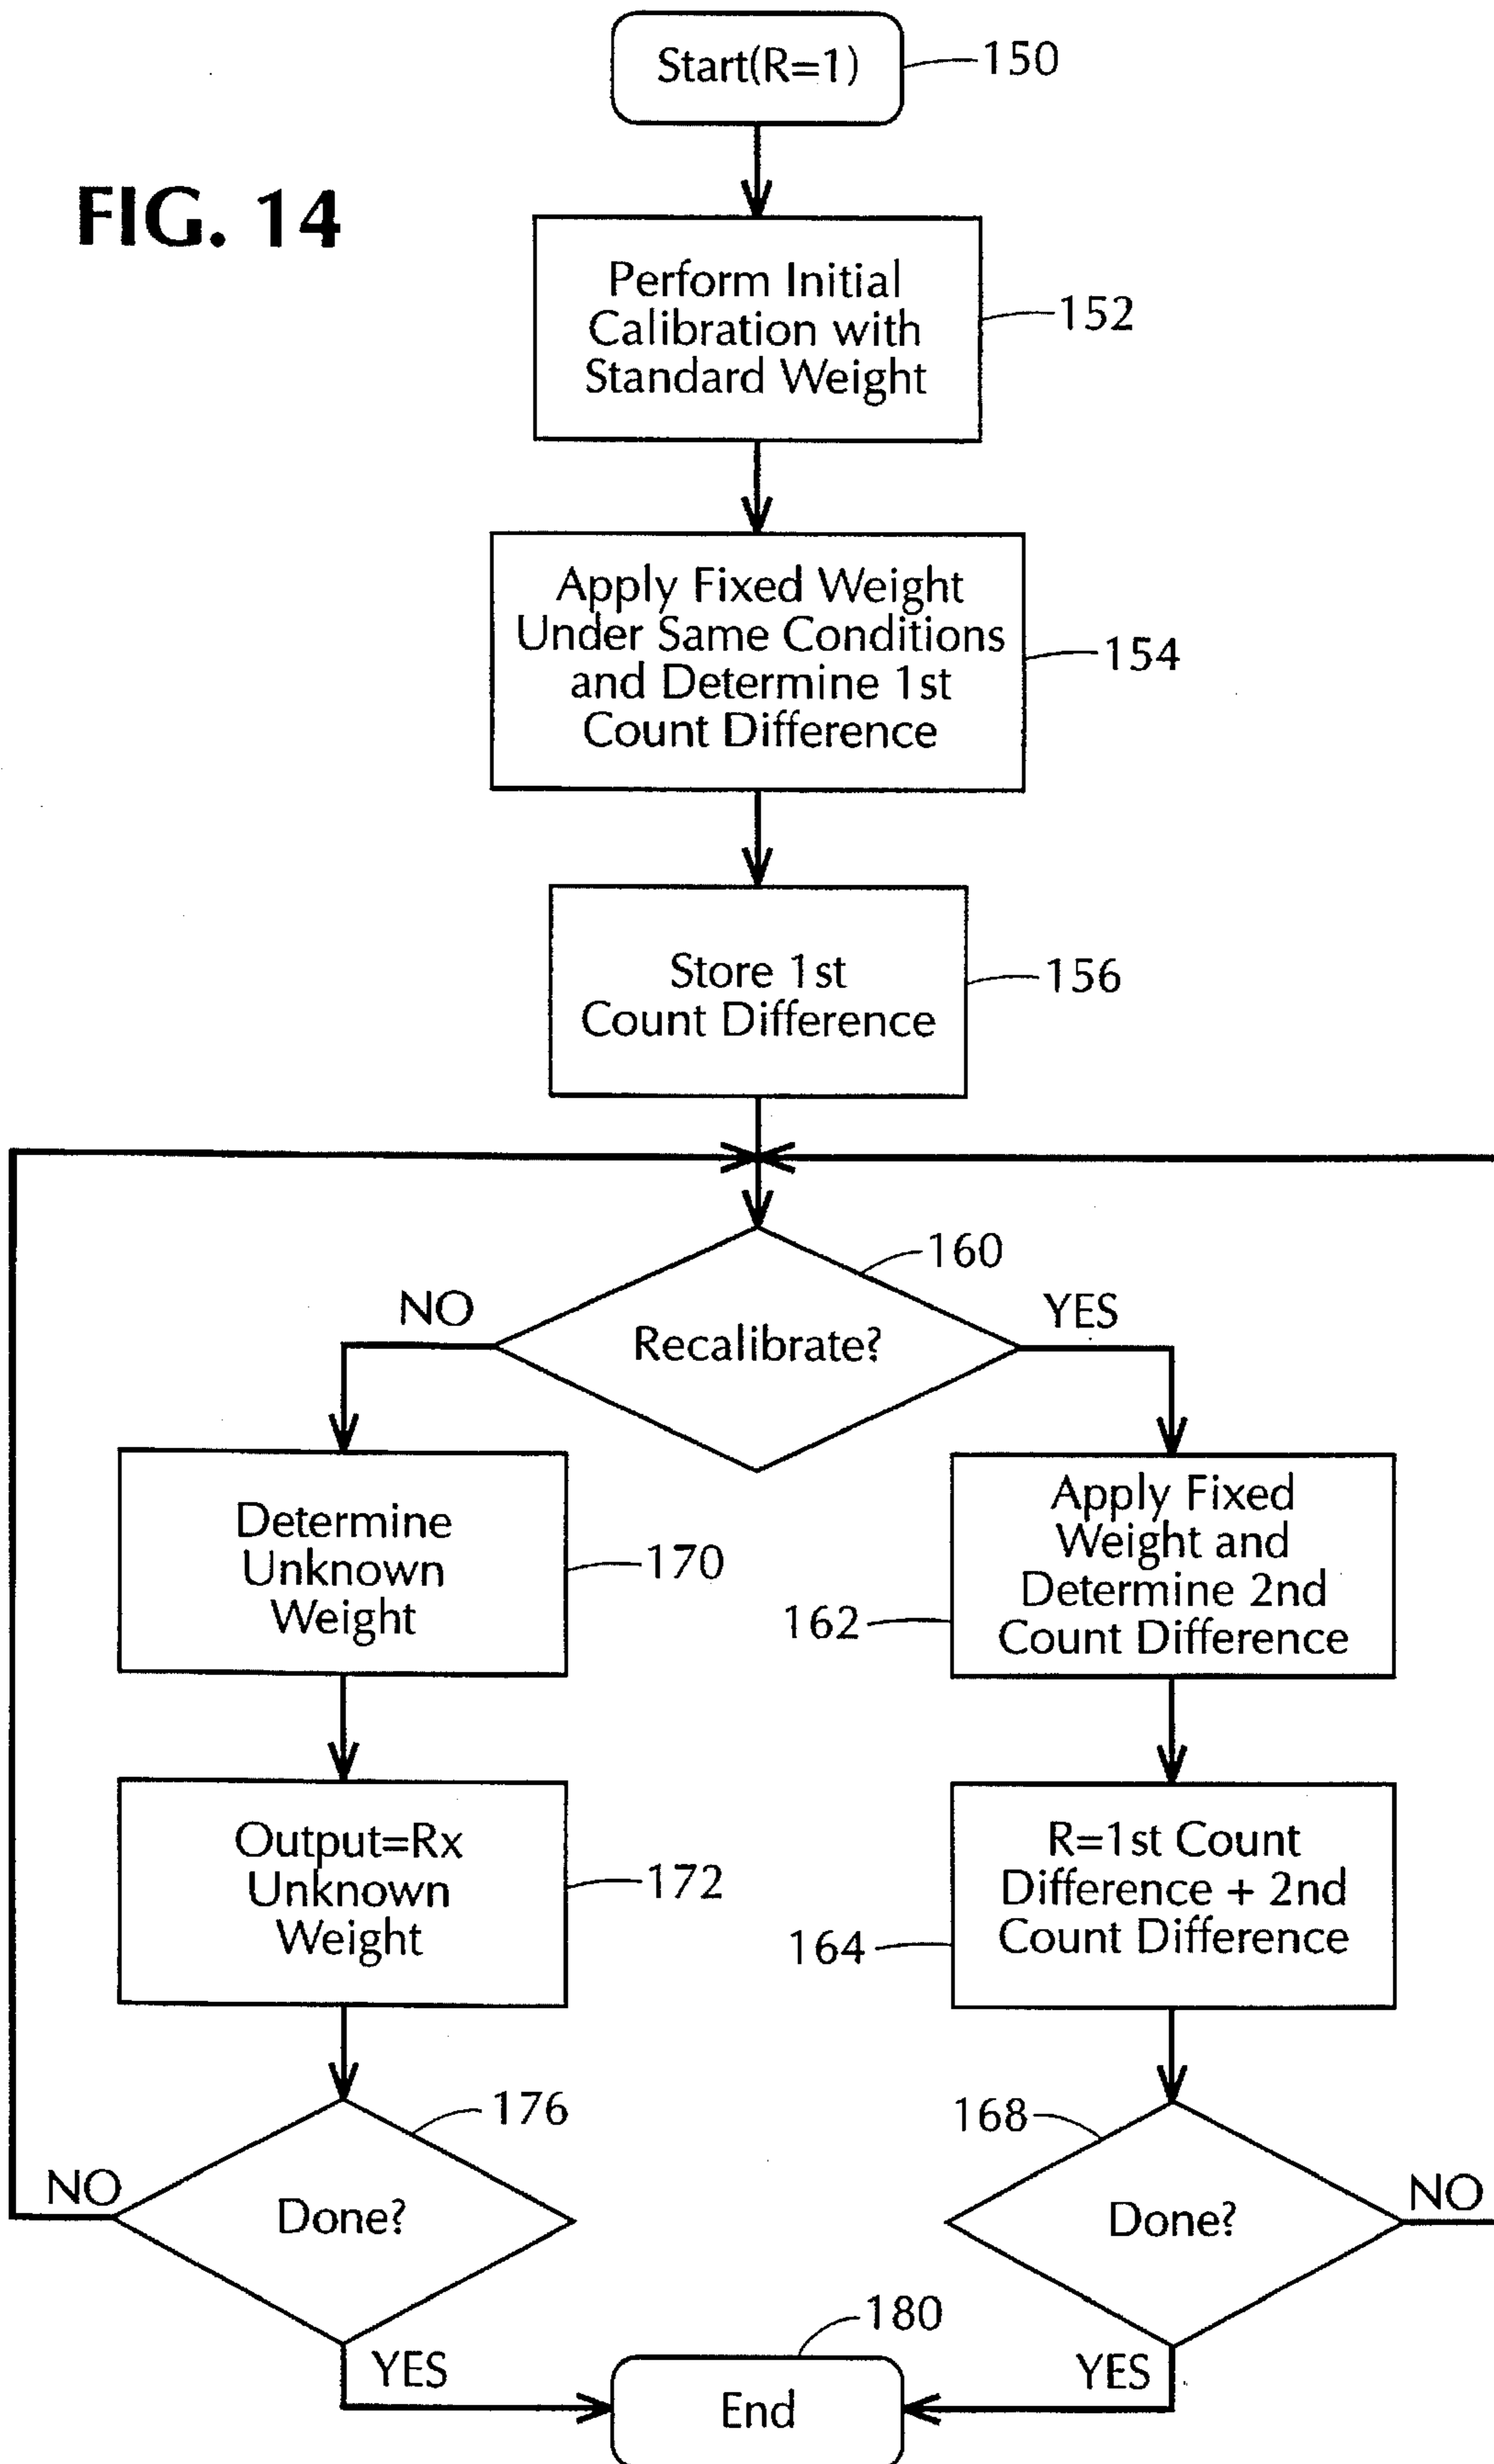 Start(R=1)
150
FIG. 14
Perform Initial
Calibration with
Standard Weight
152
Apply Fixed Weight
Under Same Conditions
and Determine 1st
Count Difference
154
Store 1st
Count Difference
156
160
NO
Recalibrate?
YES
Determine
Unknown
Weight
170
Apply Fixed
Weight and
Determine 2nd
Count Difference
162
Output=Rx
Unknown
Weight
172
R=1st Count
Difference + 2nd
Count Difference
164
176
NO
Done?
YES
168
Done?
NO
YES
180
End